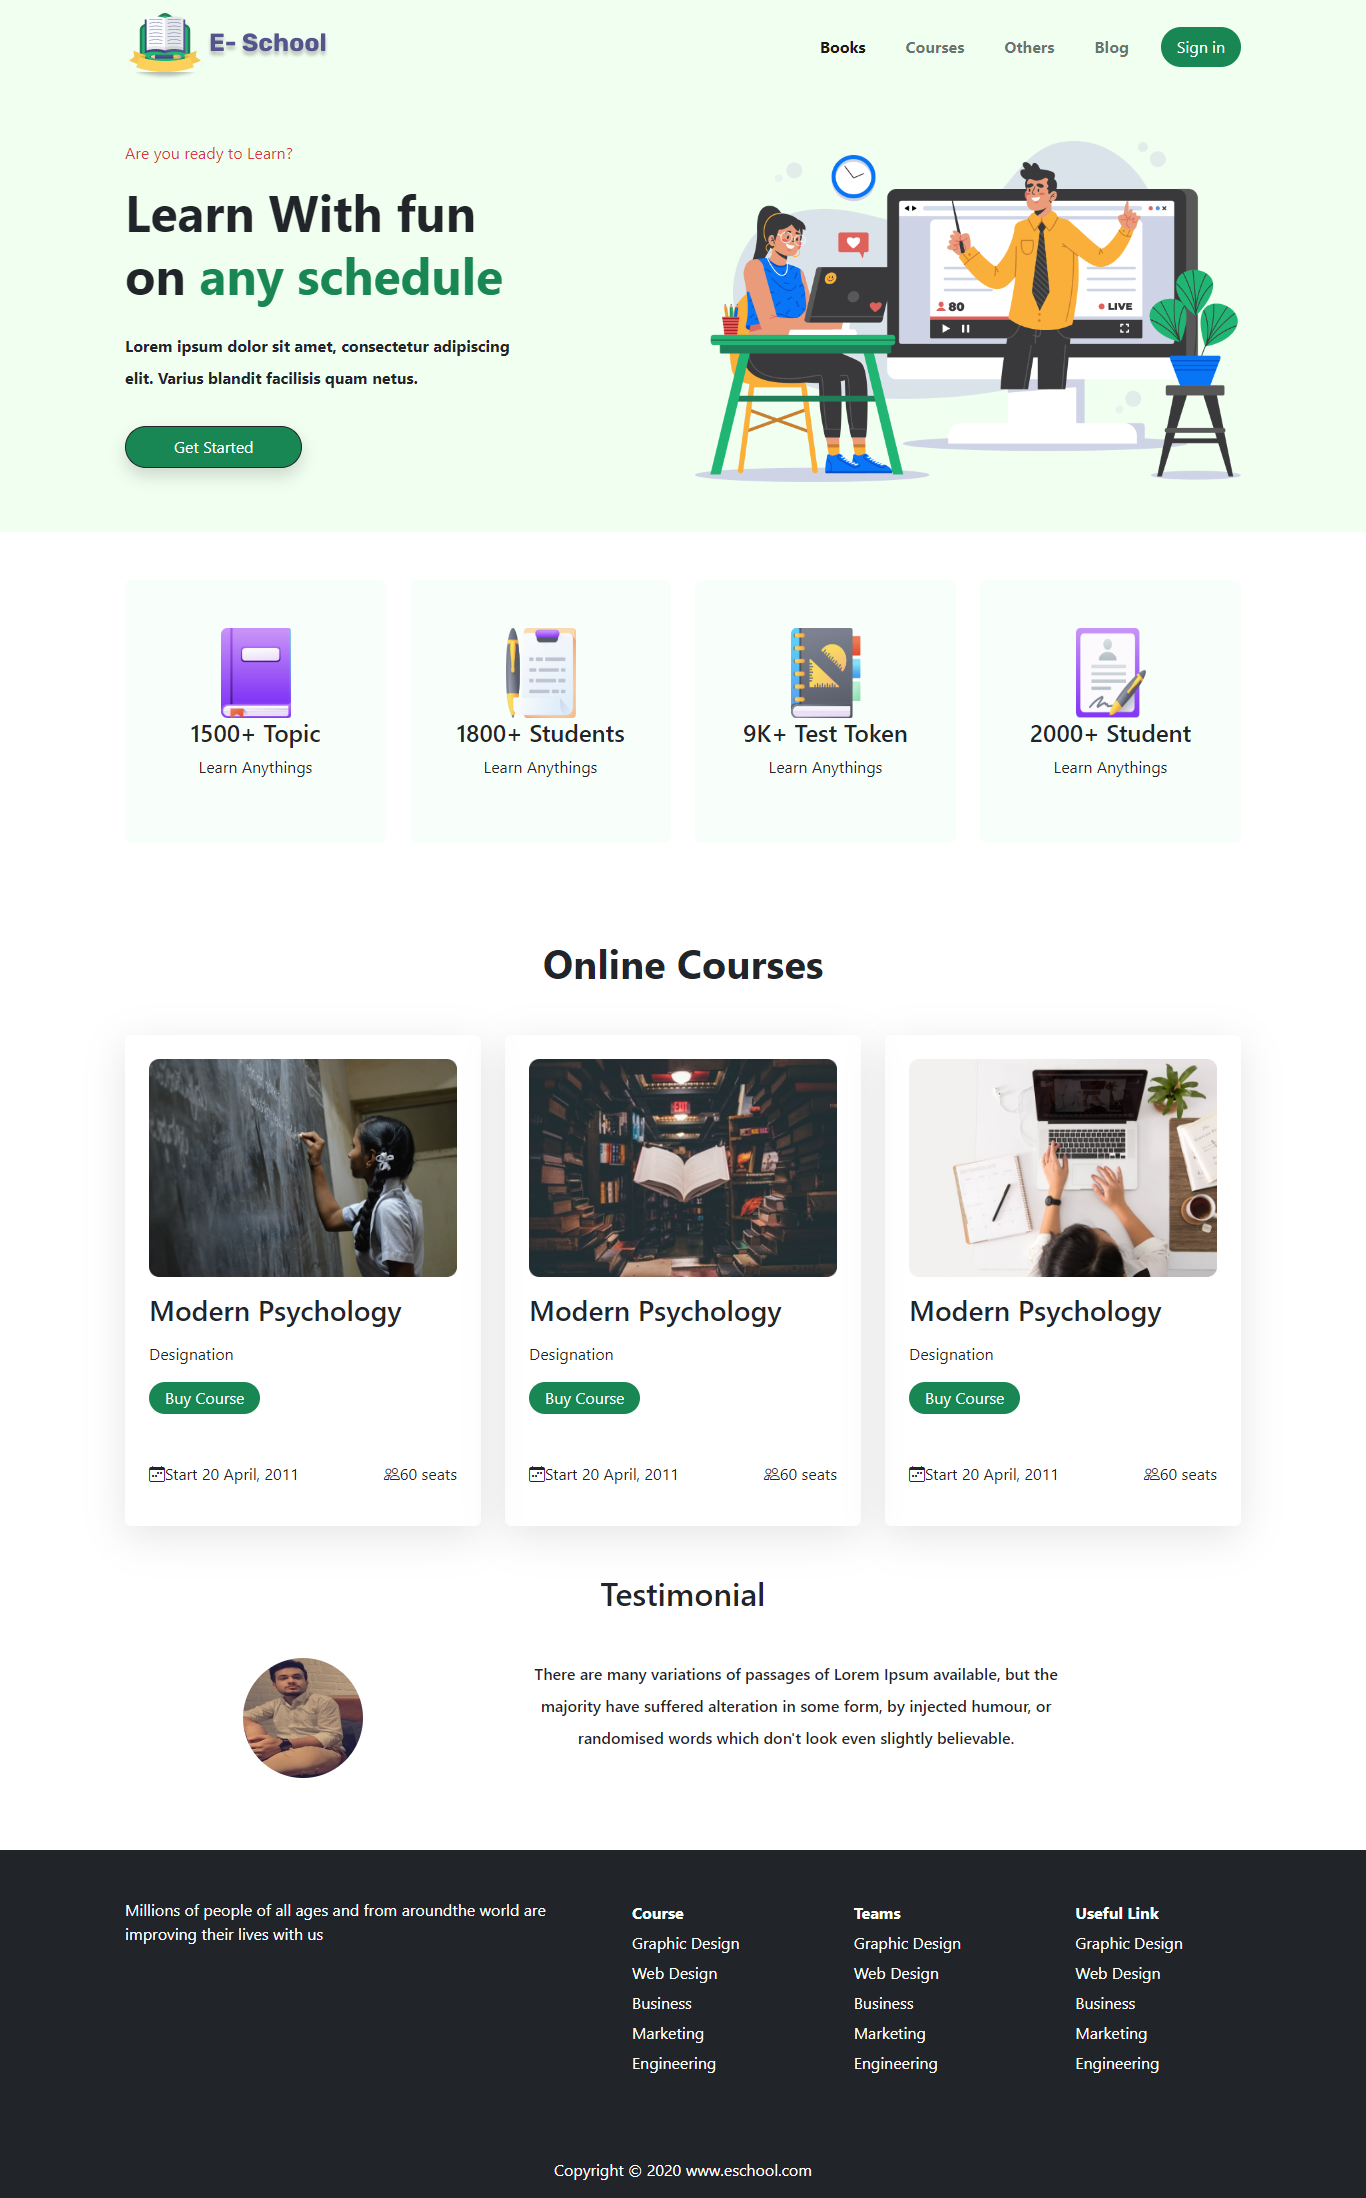 E- School
Books
Courses
Others
Blog
Sign in
Are you ready to Learn?
Learn With fun
on any schedule
Lorem ipsum dolor sit amet, consectetur adipiscing
elit. Varius blandit facilisis quam netus.
Get Started
80
LIVE
1500+ Topic
Learn Anythings
1800+ Students
Learn Anythings
9K+ Test Token
Learn Anythings
2000+ Student
Learn Anythings
Online Courses
EXIT
Modern Psychology
Designation
Buy Course
Start 20 April, 2011
60 seats
Modern Psychology
Designation
Buy Course
Start 20 April, 2011
60 seats
Modern Psychology
Designation
Buy Course
Start 20 April, 2011
60 seats
Testimonial
There are many variations of passages of Lorem Ipsum available, but the
majority have suffered alteration in some form, by injected humour, or
randomised words which don't look even slightly believable.
Millions of people of all ages and from aroundthe world are
improving their lives with us
Course
Graphic Design
Web Design
Business
Marketing
Engineering
Teams
Graphic Design
Web Design
Business
Marketing
Engineering
Useful Link
Graphic Design
Web Design
Business
Marketing
Engineering
Copyright © 2020 www.eschool.com